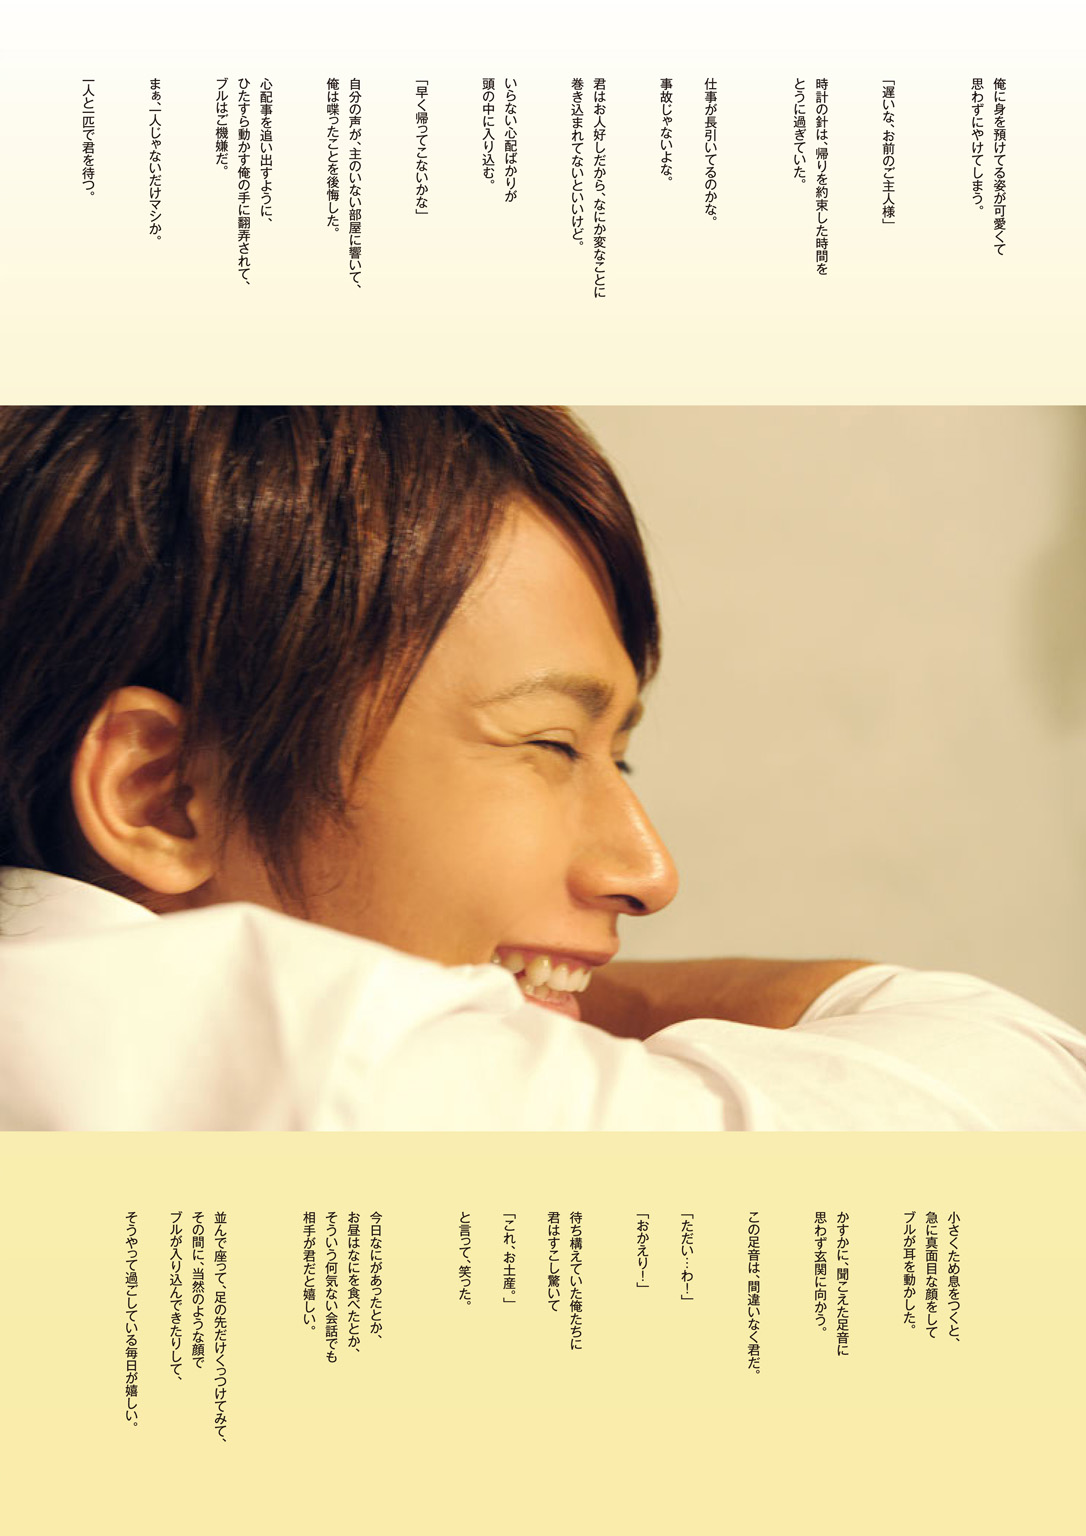 俺に身を預けてる姿が可愛くて
思わずにやけてしまう。
「遅いな、お前のご主人様」
時計の針は、帰りを約束した時間を
とうに過ぎていた。
仕事が長引いてるのかな。
事故じゃないよな。
君はお人好しだから、なにか変なことに
巻き込まれてないといいけど。
いらない心配ばかりが
頭の中に入り込む。
「早く帰ってこないかな」
自分の声が、主のいない部屋に響いて、
俺は喋ったことを後悔した。
心配事を追い出すように、
ひたすら動かす俺の手に翻弄されて、
ブルはご機嫌だ。
まぁ、一人じゃないだけマシか。
一人と一匹で君を待つ。
小さくため息をつくと、
急に真面目な顔をして
ブルが耳を動かした。
かすかに、聞こえた足音に
思わず玄関に向かう。
この足音は、間違いなく君だ。
「ただい…わ！」
「おかえり！」
待ち構えていた俺たちに
君はすこし驚いて
「これ、お土産。」
と言って、笑った。
今日なにがあったとか、
お昼はなにを食べたとか、
そういう何気ない会話でも
相手が君だと嬉しい。
並んで座って、足の先だけくっつけてみて、
その間に、当然のような顔で
ブルが入り込んできたりして、
そうやって過ごしている毎日が嬉しい。